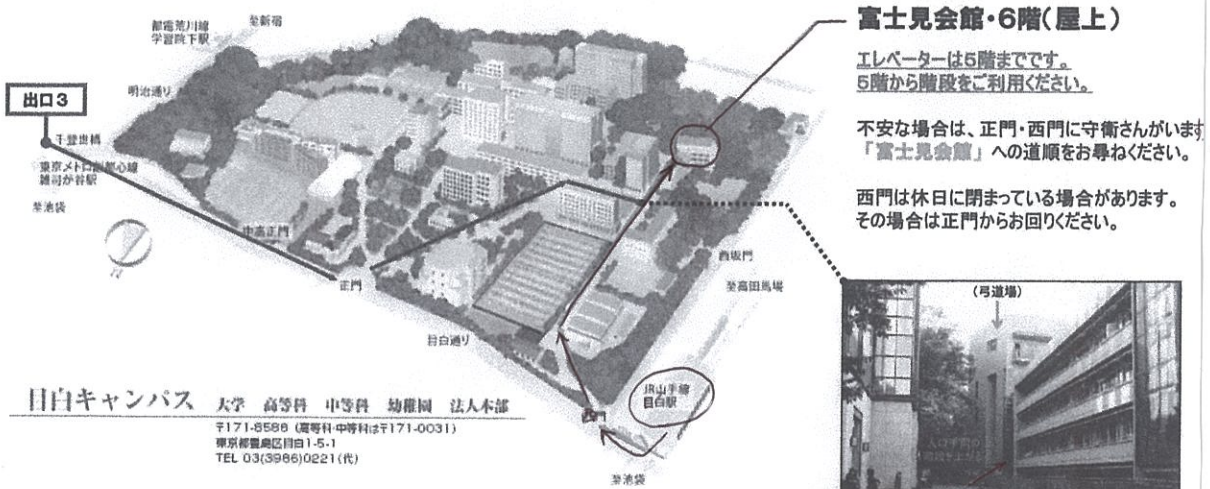 富士見会館・6階（屋上）
エレベーターは5階までです。
5階から階段をご利用ください。
不安な場合は、正門・西門に守衛さんがいます
「富士見会館」への道順をお尋ねください。
西門は休日に閉まっている場合があります。
その場合は正門からお回りください。
都電荒川線
学習院下駅
至新宿
明治通り
出口3
千登世橋
東京メトロ副都心線
雑司が谷駅
至池袋
中高正門
正門
目白通り
西坂門
至高田馬場
JR山手線
目白駅
門
至池袋
(弓道場)
目白キャンパス 大学 高等科 中等科 幼稚園 法人本部
〒171-8588 (高等科・中等科は〒171-0031)
東京都豊島区目白1-5-1
TEL 03(3986)0221(代)